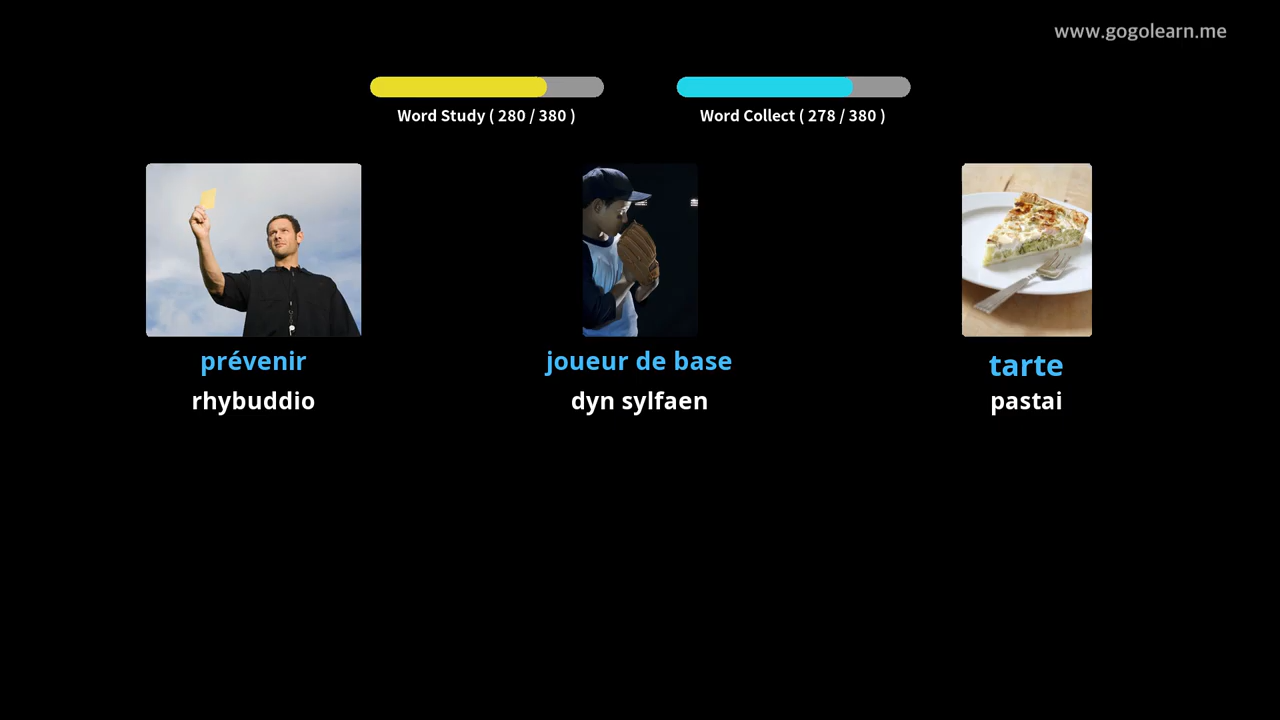 www.gogolearn.me
Word Study ( 280 / 380 )
Word Collect ( 278 / 380 )
prévenir
rhybuddio
joueur de base
dyn sylfaen
tarte
pastai